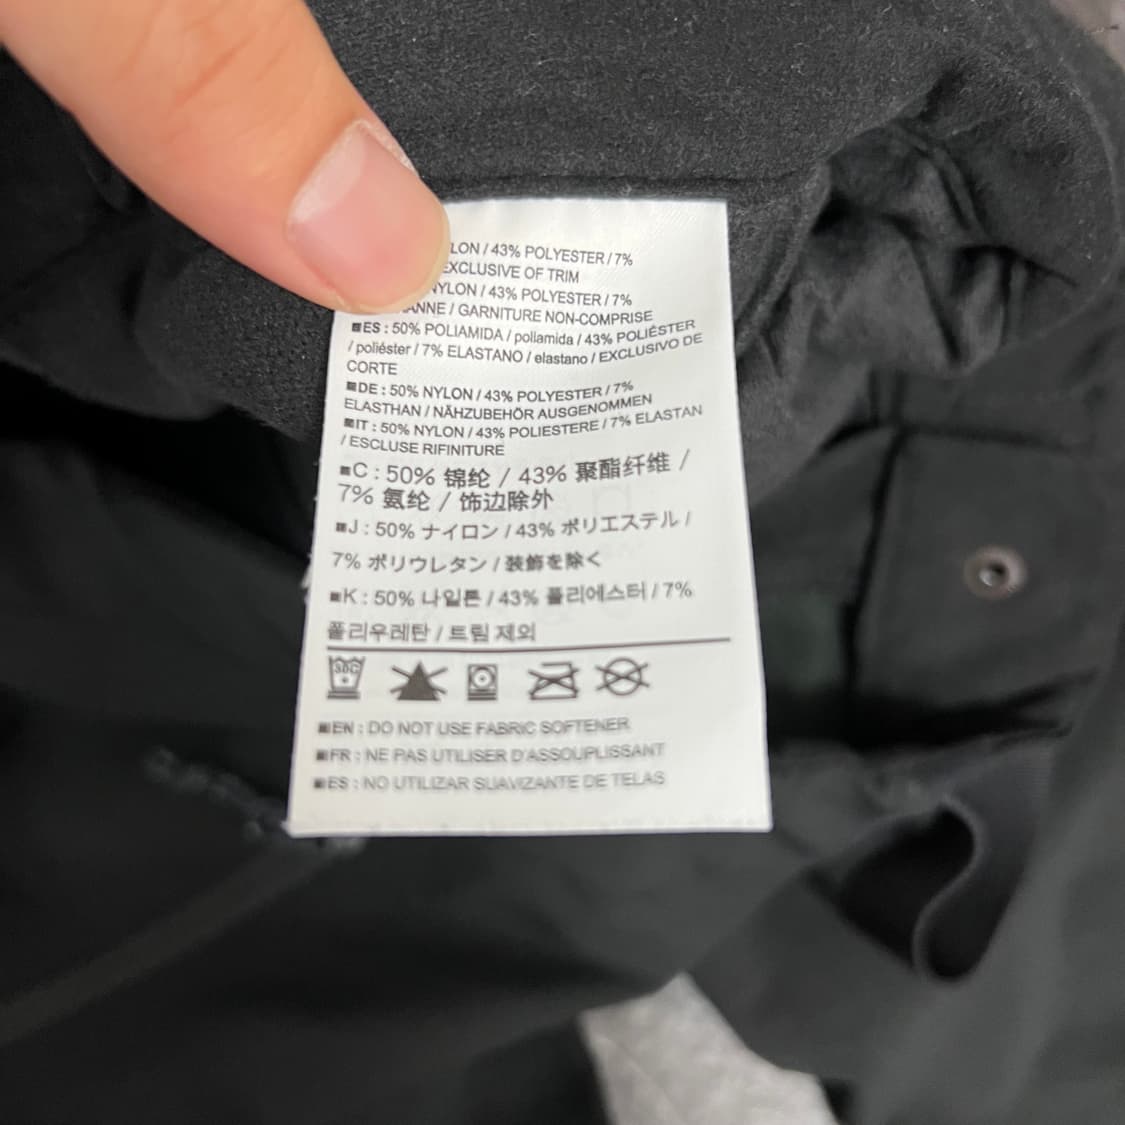 43% POLYESTER / 7%
EXCLUSIVE OF TRIM
NYLON / 43% POLYESTER / 7%
GARNITURE NON-COMPRISE
■ES : 50% POLIAMIDA / poliamida / 43% POLIÉSTER
/ poliéster / 7% ELASTANO / elastano / EXCLUSIVO DE
CORTE
■DE : 50% NYLON / 43% POLYESTER / 7%
ELASTHAN / NÄHZUBEHÖR AUSGENOMMEN
■IT : 50% NYLON / 43% POLIESTERE / 7% ELASTAN
/ ESCLUSE RIFINITURE
■C : 50% 锦纶 / 43% 聚酯纤维 /
7% 氨纶 / 饰边除外
■J : 50% ナイロン / 43% ポリエステル /
7% ポリウレタン / 装飾を除く
■K : 50% 나일론 / 43% 폴리에스터 / 7%
폴리우레탄 / 트림 제외
30C
■EN : DO NOT USE FABRIC SOFTENER
■FR : NE PAS UTILISER D'ASSOUPLISSANT
■ES : NO UTILIZAR SUAVIZANTE DE TELAS